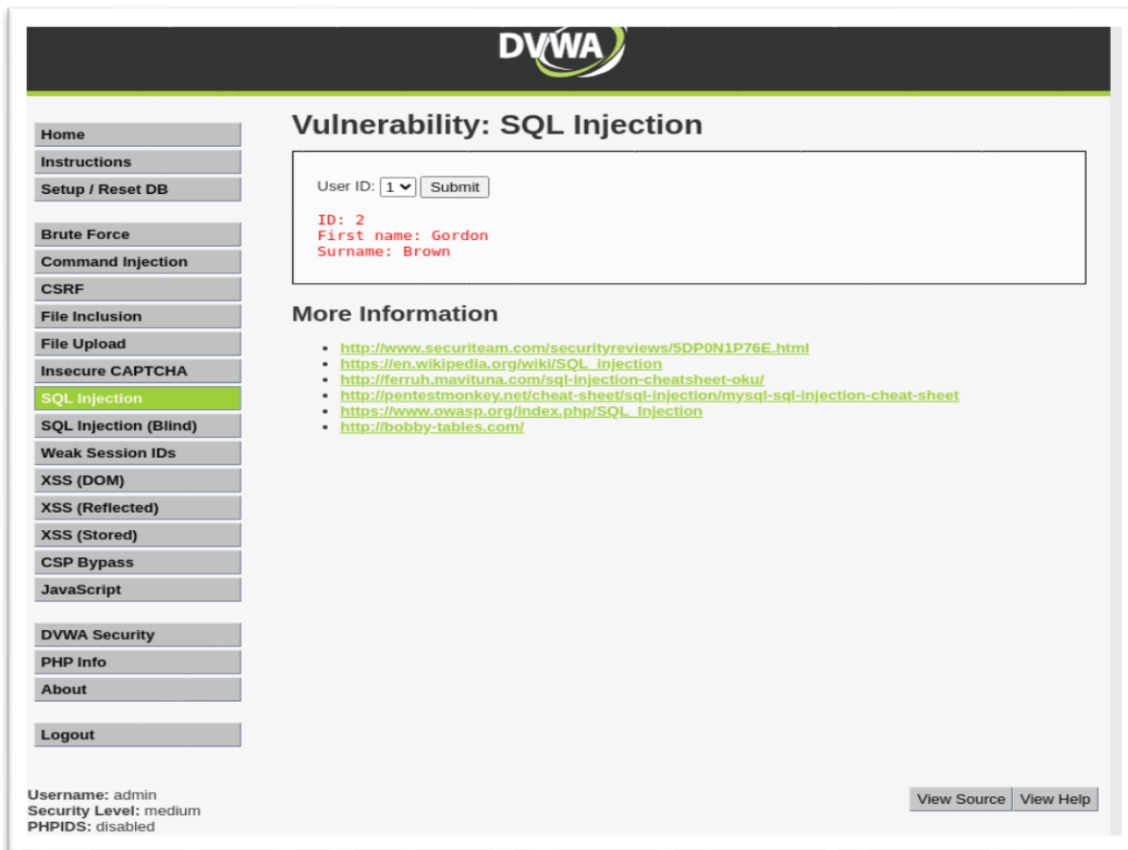 DVWA
Home
Instructions
Setup / Reset DB
Brute Force
Command Injection
CSRF
File Inclusion
File Upload
Insecure CAPTCHA
SQL Injection
SQL Injection (Blind)
Weak Session IDs
XSS (DOM)
XSS (Reflected)
XSS (Stored)
CSP Bypass
JavaScript
DVWA Security
PHP Info
About
Logout
Vulnerability: SQL Injection
User ID: 1 Submit
ID: 2
First name: Gordon
Surname: Brown
More Information
http://www.securiteam.com/securityreviews/5DP0N1P76E.html
https://en.wikipedia.org/wiki/SQL_injection
http://ferruh.mavituna.com/sql-injection-cheatsheet-oku/
http://pentestmonkey.net/cheat-sheet/sql-injection/mysql-sql-injection-cheat-sheet
https://www.owasp.org/index.php/SQL_Injection
http://bobby-tables.com/
Username: admin
Security Level: medium
PHPIDS: disabled
View Source View Help